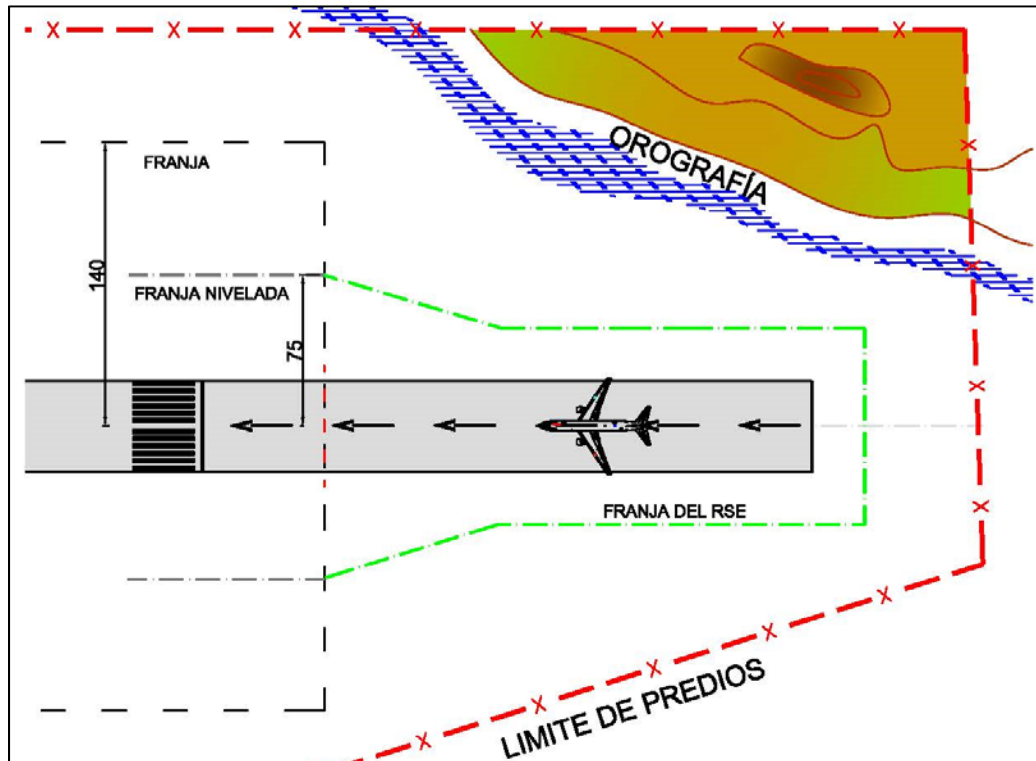 FRANJA
OROGRAFÍA
140
FRANJA NIVELADA
75
FRANJA DEL RSE
LIMITE DE PREDIOS